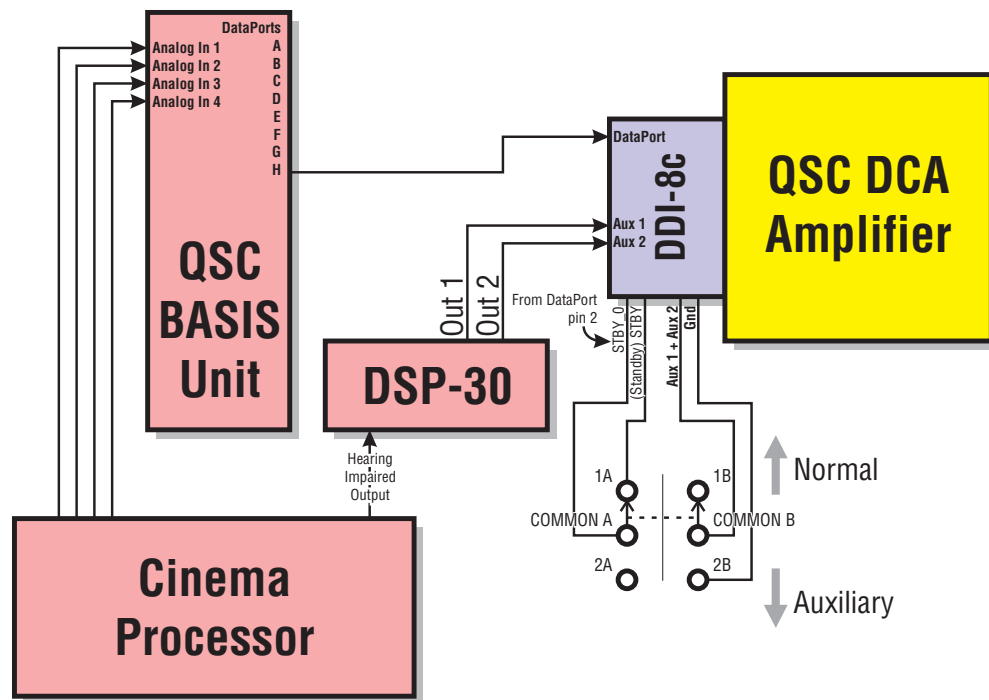 DataPorts
Analog In 1
Analog In 2
Analog In 3
Analog In 4
A
B
C
D
E
F
G
H
QSC
BASIS
Unit
DataPort
Aux 1
Aux 2
DDI-8c
QSC DCA
Amplifier
Out 1
Out 2
DSP-30
From DataPort
pin 2
STBY_0
(Standby) STBY
Aux 1 + Aux 2
Gnd
Hearing
Impaired
Output
1A
1B
COMMON A
COMMON B
2A
2B
Normal
Auxiliary
Cinema
Processor